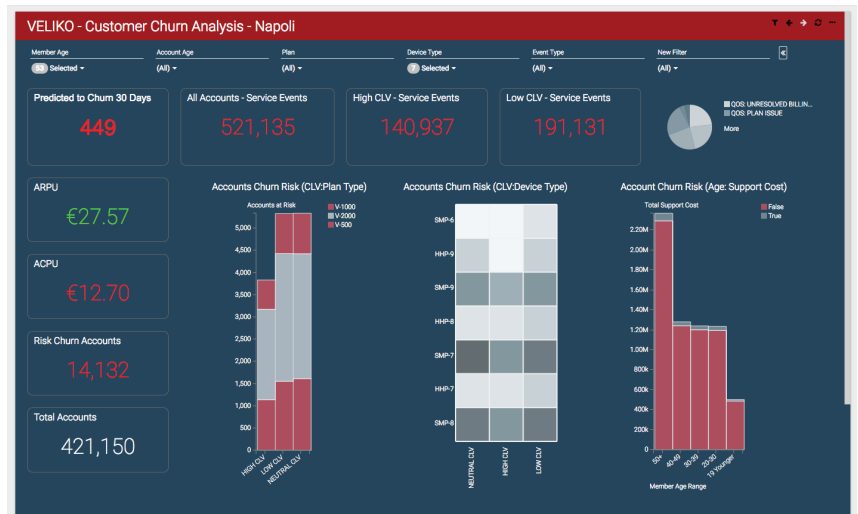 VELIKO - Customer Churn Analysis - Napoli
Member Age
Account Age
Plan
Device Type
Event Type
New Filter
53 Selected
(All)
(All)
7 Selected
(All)
(All)
Predicted to Churn 30 Days
449
All Accounts - Service Events
521,135
High CLV - Service Events
140,937
Low CLV - Service Events
191,131
QOS: UNRESOLVED BILLIN...
QOS: PLAN ISSUE
More
ARPU
€27.57
ACPU
€12.70
Risk Churn Accounts
14,132
Total Accounts
421,150
Accounts Churn Risk (CLV:Plan Type)
Accounts at Risk
V-1000
V-2000
V-500
5,000
4,500
4,000
3,500
3,000
2,500
2,000
1,500
1,000
500
0
HIGH CLV
LOW CLV
NEUTRAL CLV
Accounts Churn Risk (CLV:Device Type)
SMP-6
HHP-9
SMP-9
HHP-8
SMP-7
HHP-7
SMP-8
NEUTRAL CLV
HIGH CLV
LOW CLV
Account Churn Risk (Age: Support Cost)
Total Support Cost
False
True
2.20M
2.00M
1.80M
1.60M
1.40M
1.20M
1.00M
800k
600k
400k
200k
0
50+
40-49
30-39
20-30
19 Younger
Member Age Range